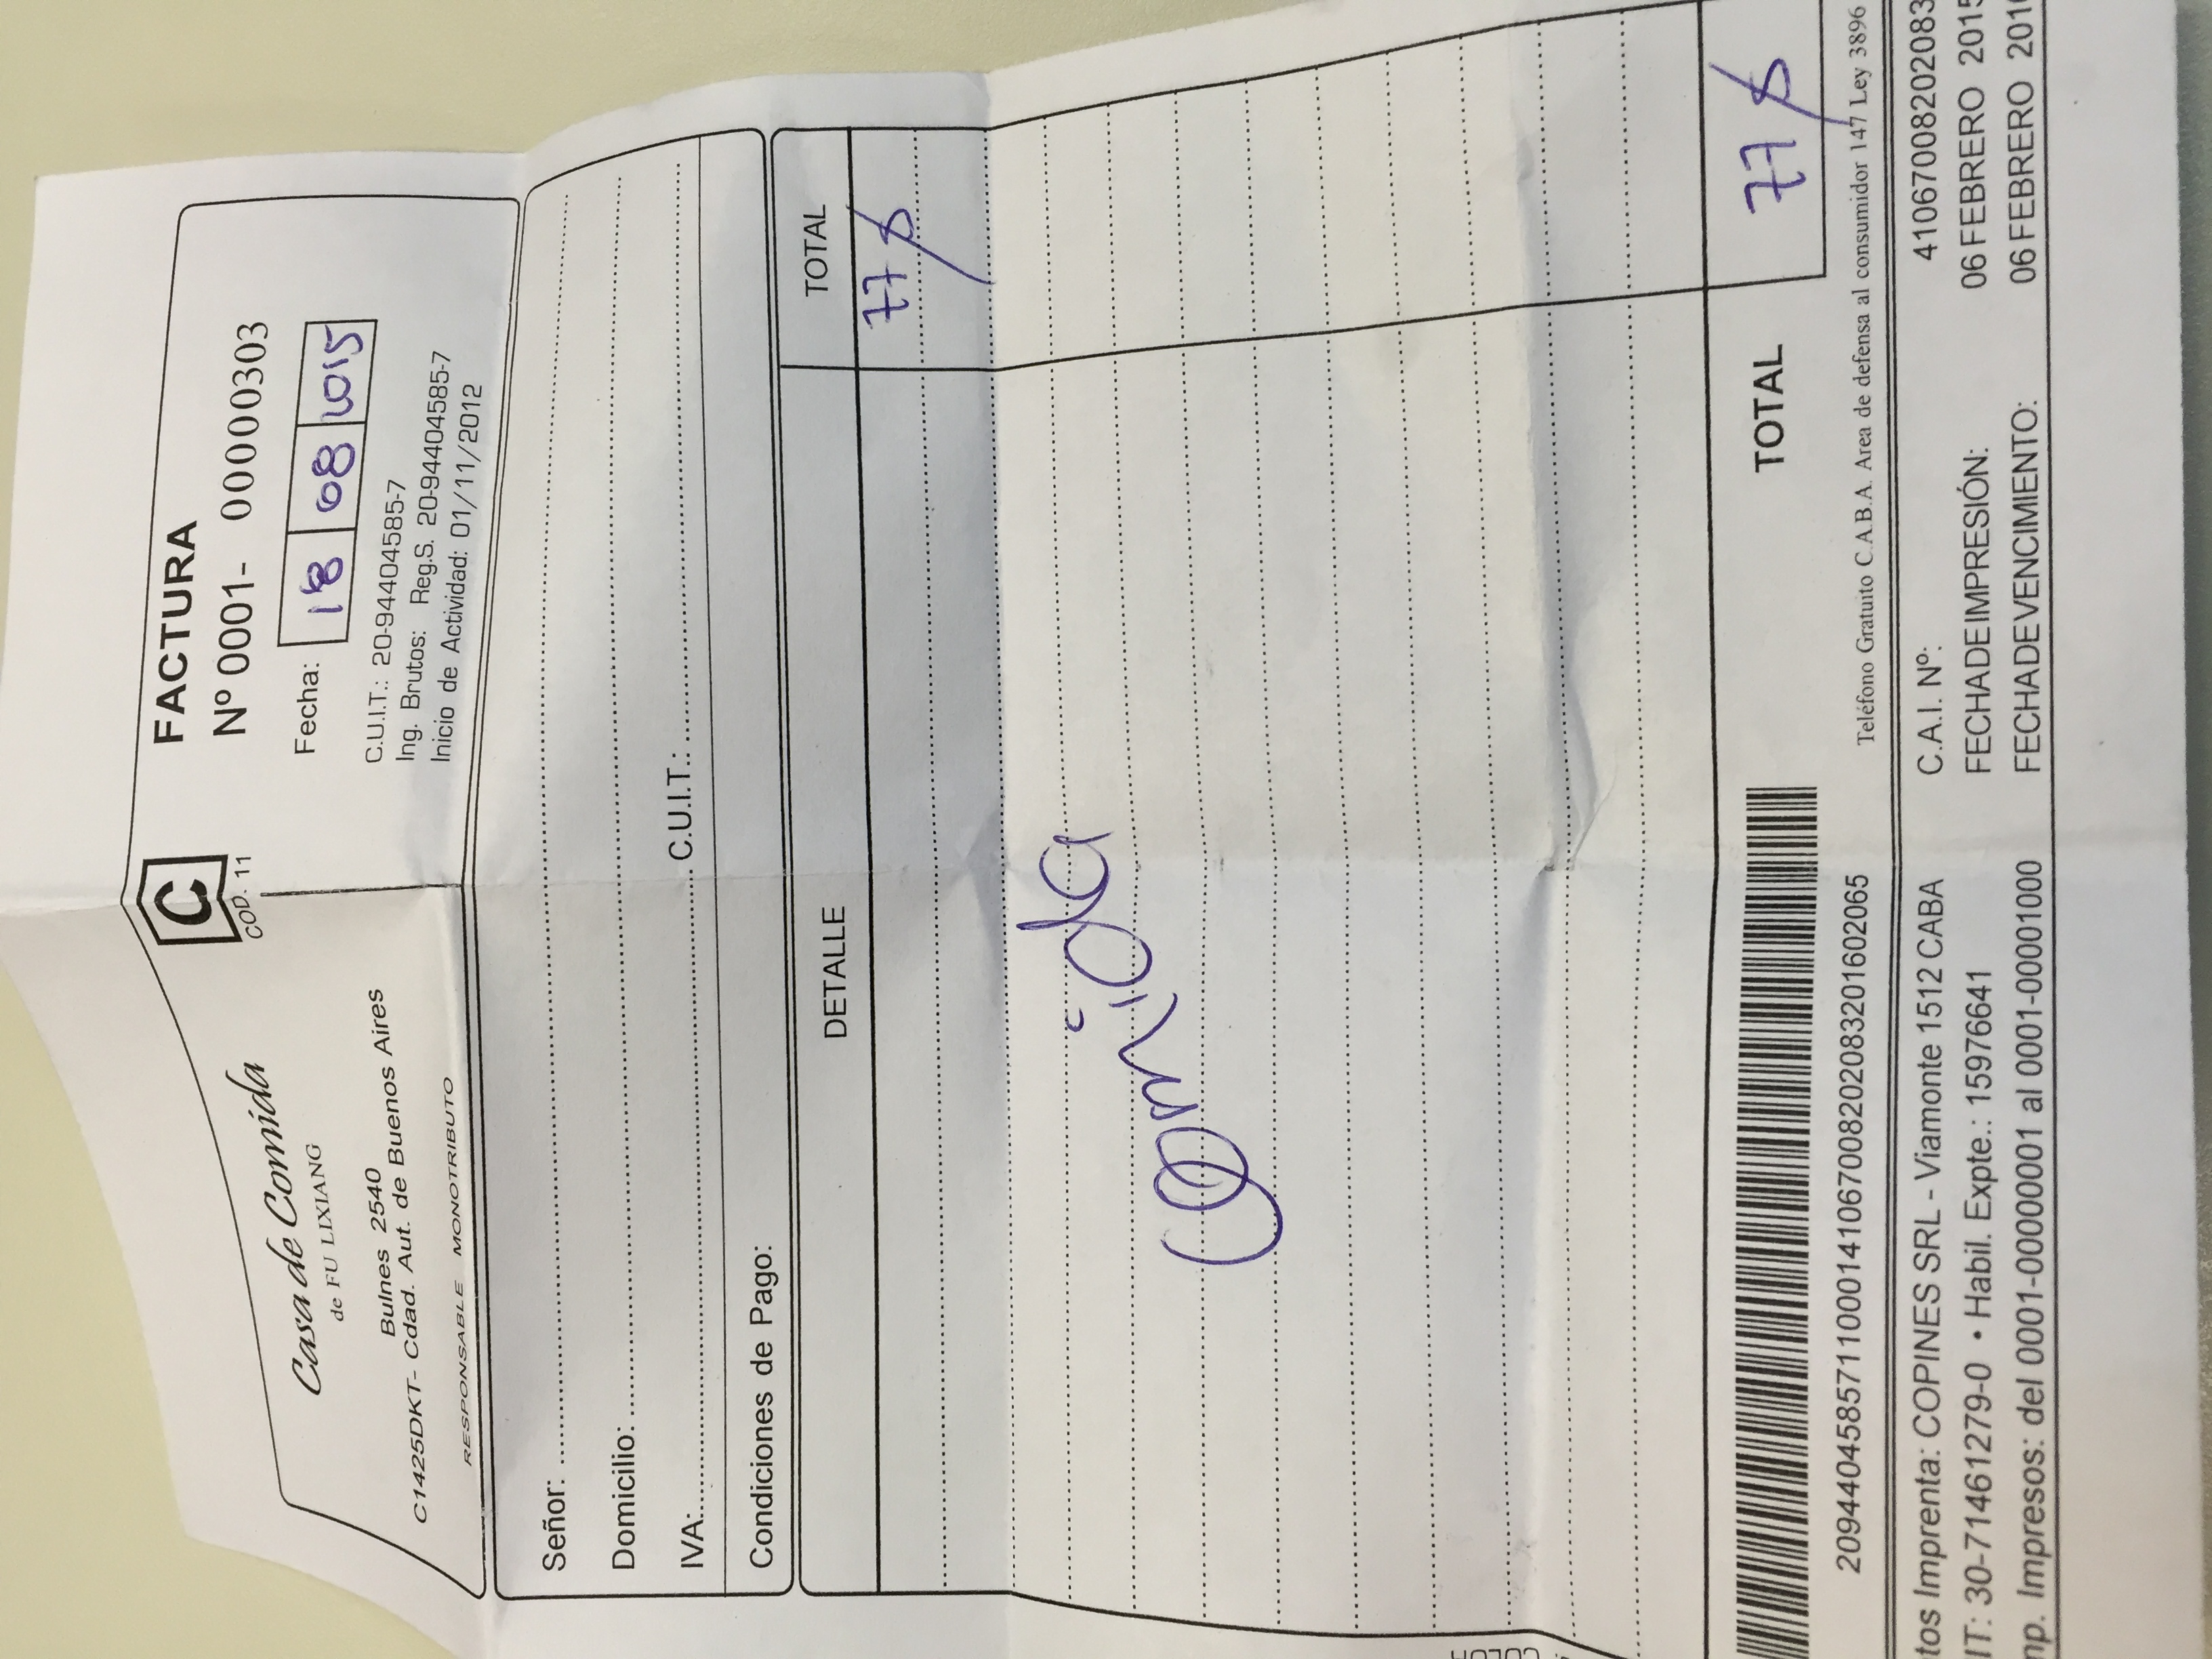 Casa de Comida
de FU LIXIANG
Bulnes 2540
C1425DKT- Cdad. Aut. de Buenos Aires
RESPONSABLE MONOTRIBUTO
C
COD. 11
FACTURA
Nº 0001- 00000303
Fecha: 18 08 2015
C.U.I.T.: 20-94404585-7
Ing. Brutos: Reg.S. 20-94404585-7
Inicio de Actividad: 01/11/2012
Señor:
Domicilio:
IVA: C.U.I.T.:
Condiciones de Pago:
DETALLE TOTAL
77
Comida
COLOR
TOTAL 77
2094404585711000141067008202083201602065
Teléfono Gratuito C.A.B.A. Area de defensa al consumidor 147 Ley 3896
tos Imprenta: COPINES SRL - Viamonte 1512 CABA C.A.I. Nº: 41067008202083
IT: 30-71461279-0 • Habil. Expte.: 15976641 FECHA DE IMPRESIÓN: 06 FEBRERO 2015
mp. Impresos: del 0001-00000001 al 0001-00001000 FECHA DE VENCIMIENTO: 06 FEBRERO 201